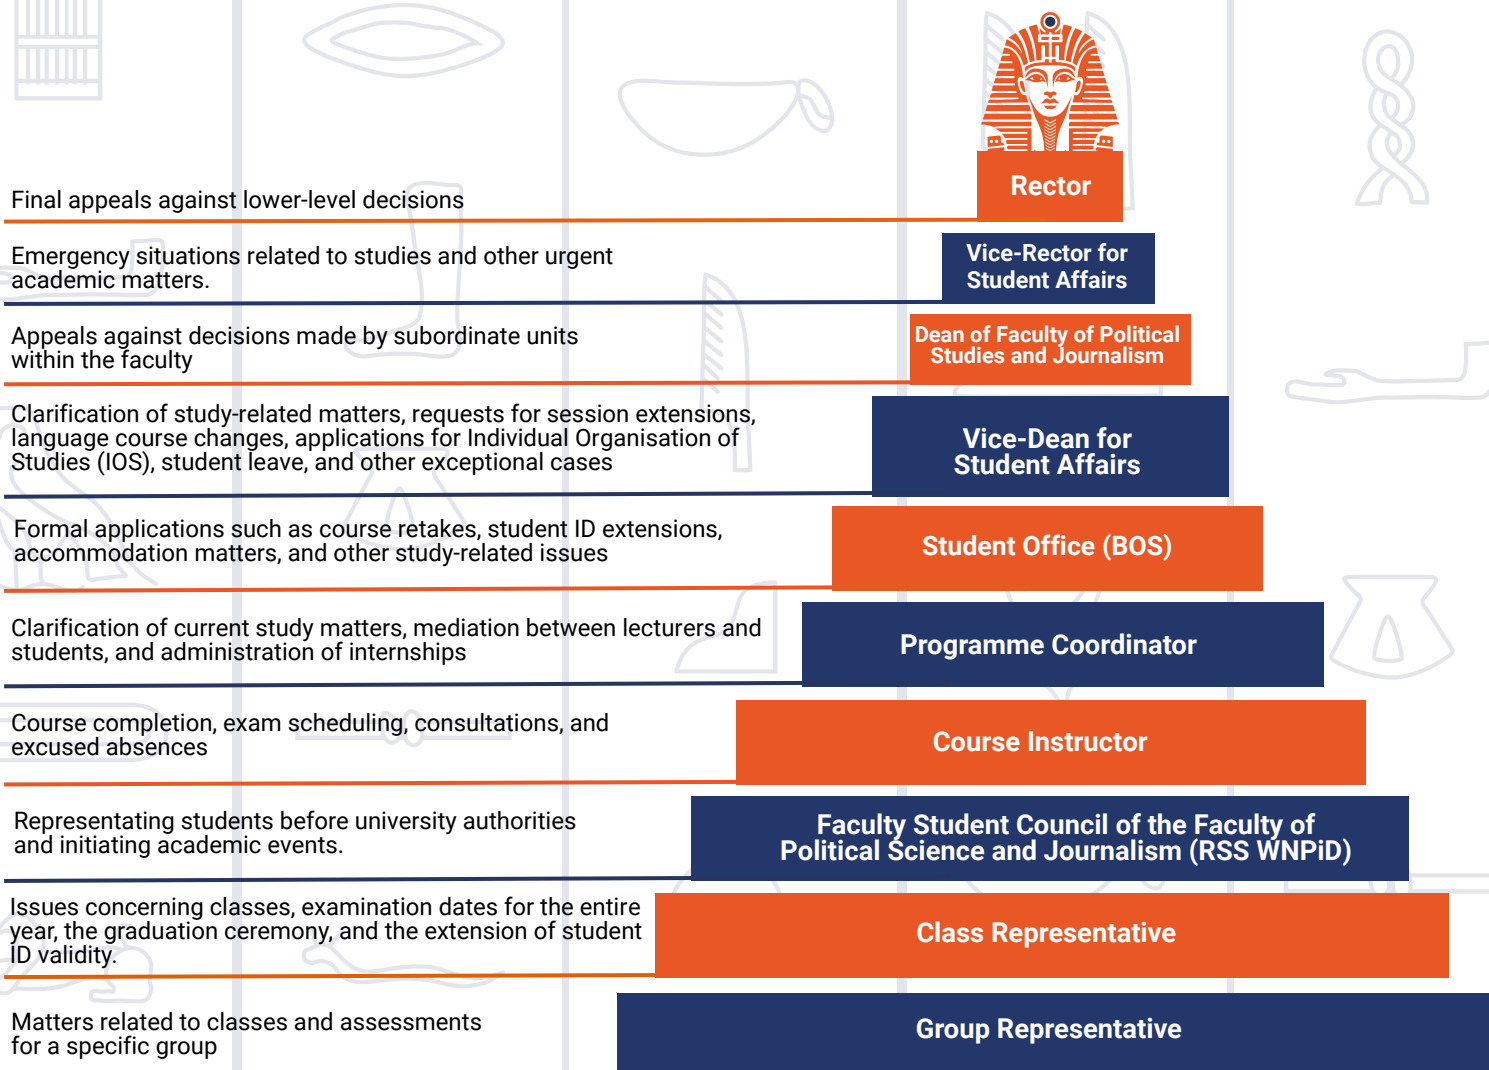 Rector
Final appeals against lower-level decisions
Emergency situations related to studies and other urgent
academic matters.
Vice-Rector for
Student Affairs
Appeals against decisions made by subordinate units
within the faculty
Dean of Faculty of Political
Studies and Journalism
Clarification of study-related matters, requests for session extensions,
language course changes, applications for Individual Organisation of
Studies (IOS), student leave, and other exceptional cases
Vice-Dean for
Student Affairs
Formal applications such as course retakes, student ID extensions,
accommodation matters, and other study-related issues
Student Office (BOS)
Clarification of current study matters, mediation between lecturers and
students, and administration of internships
Programme Coordinator
Course completion, exam scheduling, consultations, and
excused absences
Course Instructor
Representating students before university authorities
and initiating academic events.
Faculty Student Council of the Faculty of
Political Science and Journalism (RSS WNPiD)
Issues concerning classes, examination dates for the entire
year, the graduation ceremony, and the extension of student
ID validity.
Class Representative
Matters related to classes and assessments
for a specific group
Group Representative